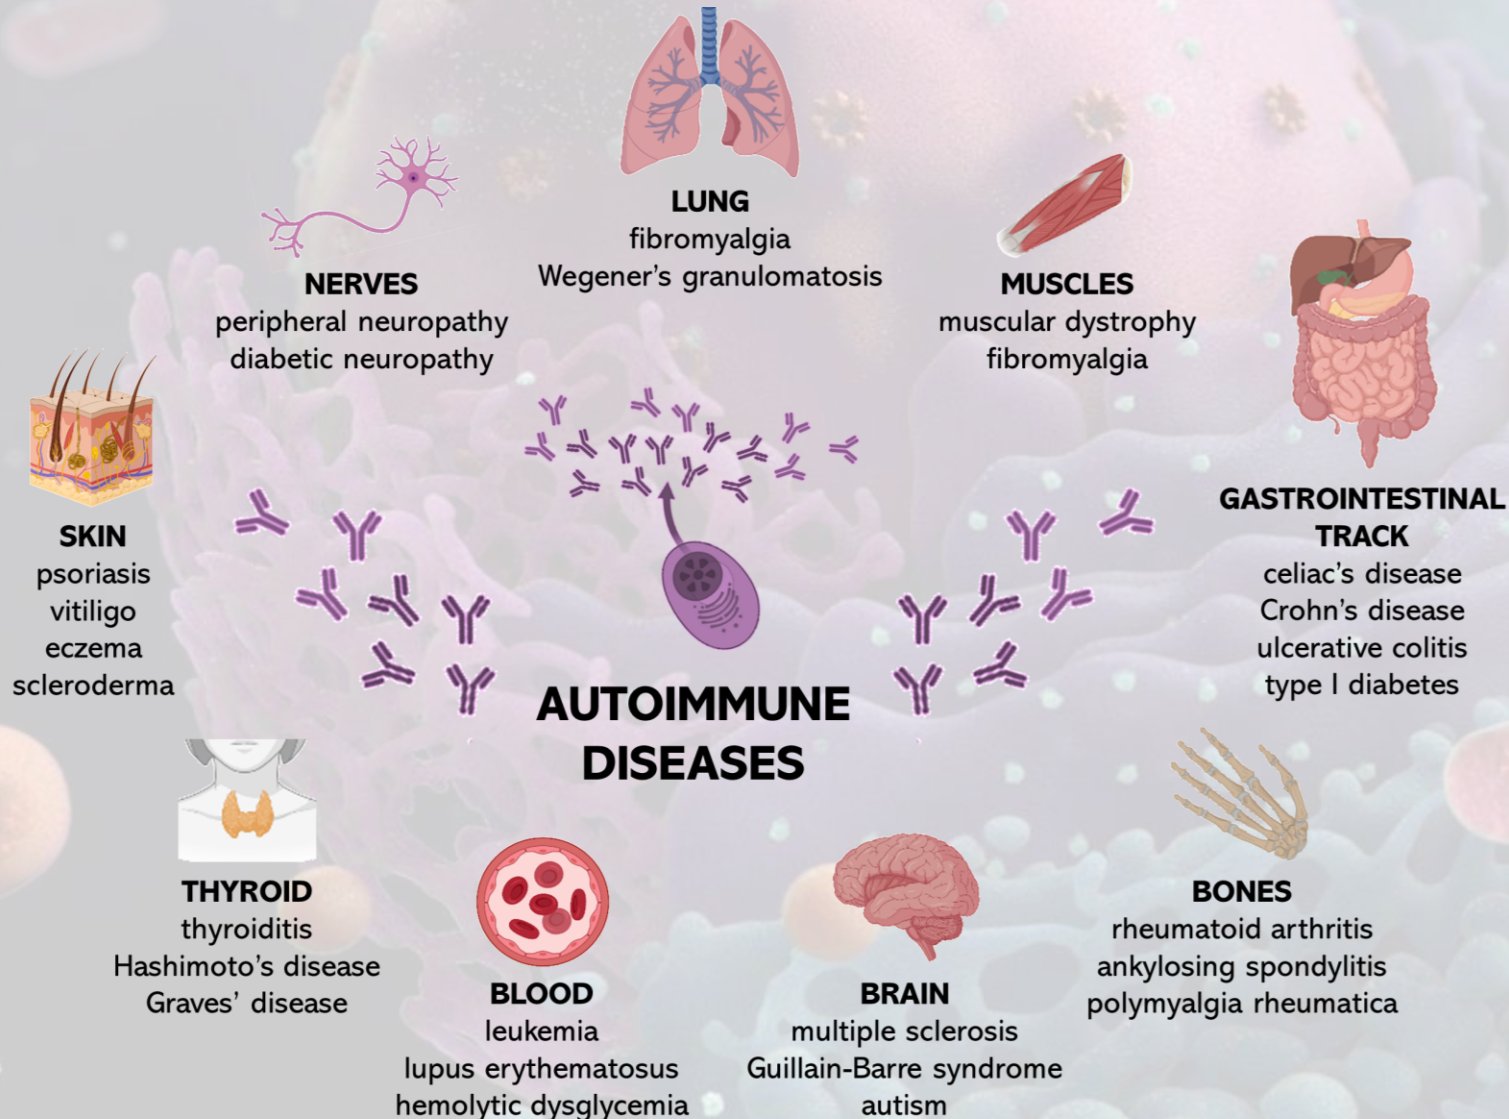 LUNG
fibromyalgia
Wegener's granulomatosis
NERVES
peripheral neuropathy
diabetic neuropathy
MUSCLES
muscular dystrophy
fibromyalgia
SKIN
psoriasis
vitiligo
eczema
scleroderma
GASTROINTESTINAL
TRACK
celiac's disease
Crohn's disease
ulcerative colitis
type I diabetes
AUTOIMMUNE
DISEASES
THYROID
thyroiditis
Hashimoto's disease
Graves' disease
BLOOD
leukemia
lupus erythematosus
hemolytic dysglycemia
BRAIN
multiple sclerosis
Guillain-Barre syndrome
autism
BONES
rheumatoid arthritis
ankylosing spondylitis
polymyalgia rheumatica